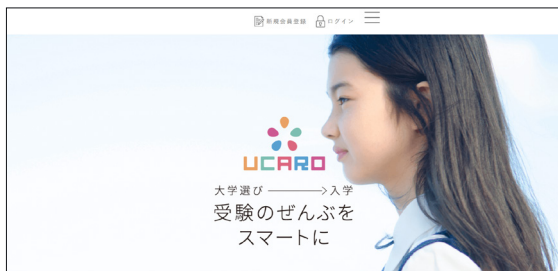 新規会員登録 ログイン
UCARO
大学選び → 入学
受験のぜんぶを
スマートに